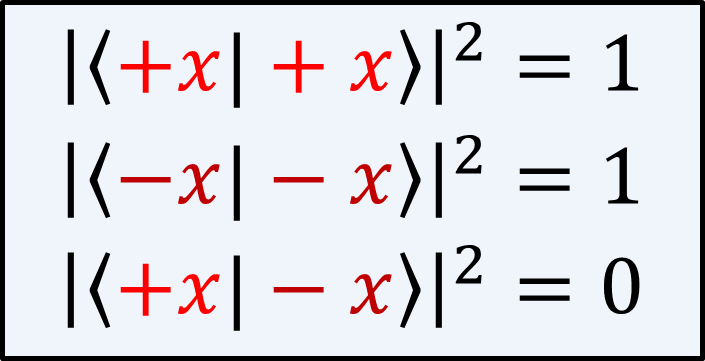 |⟨+x|+x⟩|² = 1
|⟨−x|−x⟩|² = 1
|⟨+x|−x⟩|² = 0